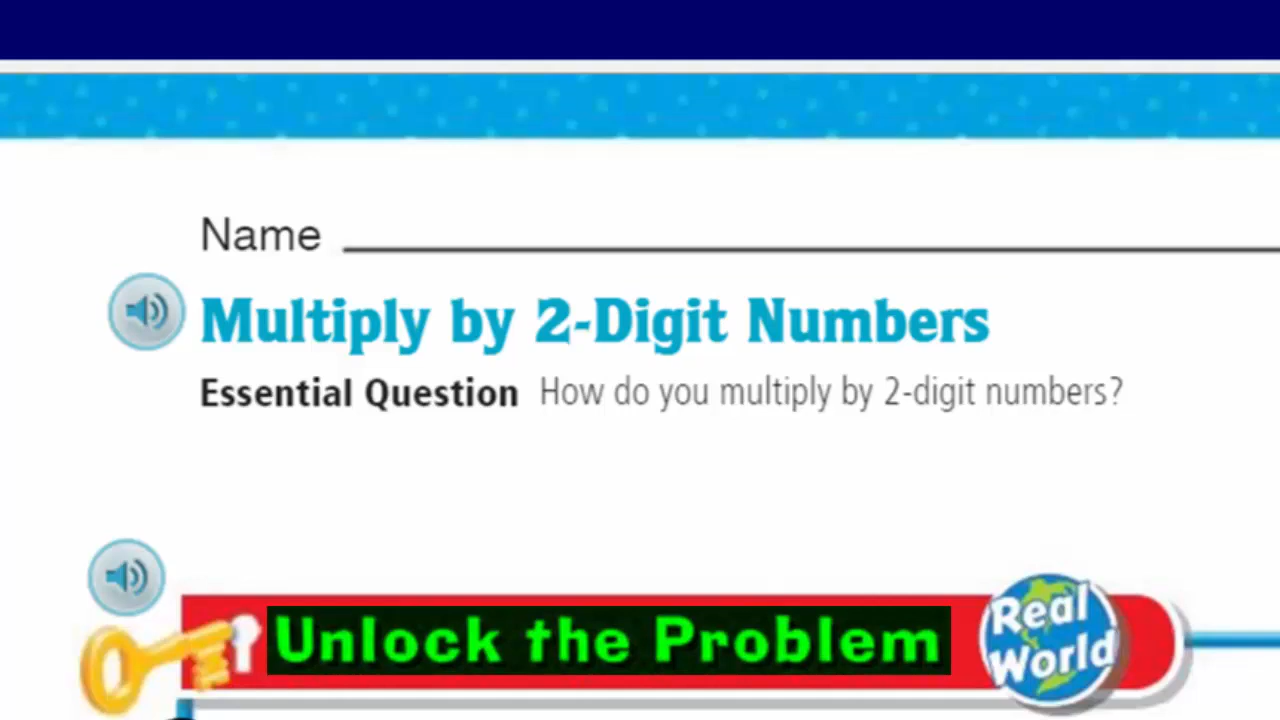 Name
Multiply by 2-Digit Numbers
Essential Question How do you multiply by 2-digit numbers?
Unlock the Problem
Real
World